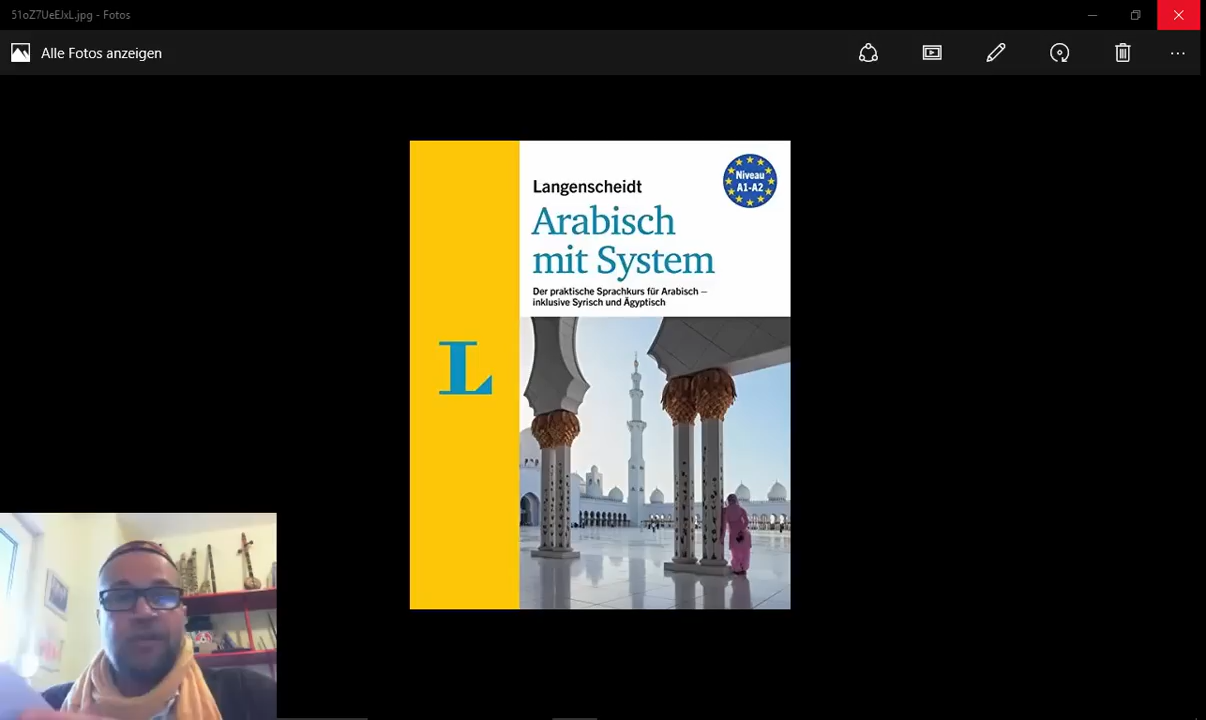 51oZ7UeEJxL.jpg - Fotos
Alle Fotos anzeigen
Niveau
A1-A2
Langenscheidt
Arabisch
mit System
Der praktische Sprachkurs für Arabisch –
inklusive Syrisch und Ägyptisch
L